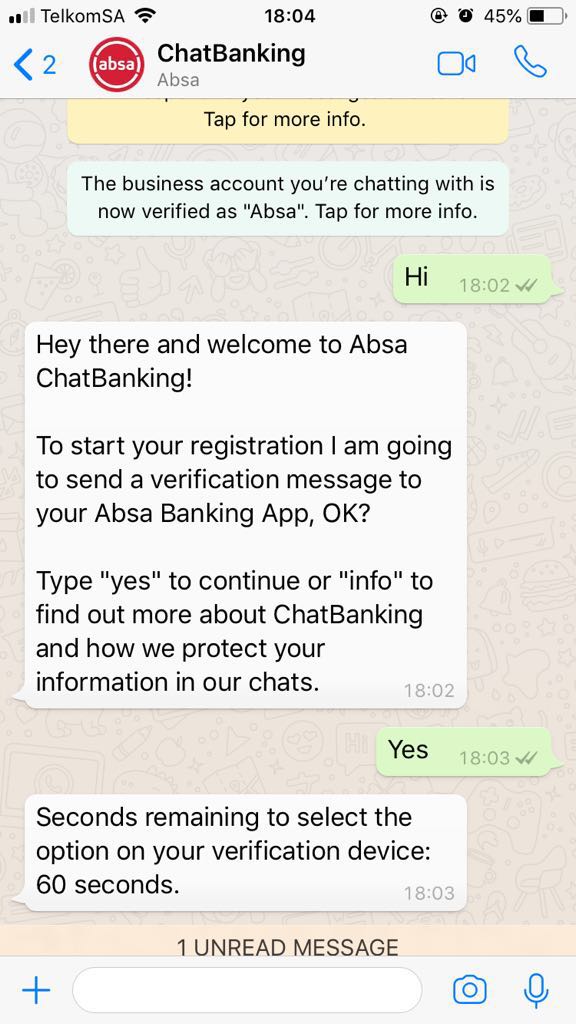 TelkomSA
18:04
45%
2
absa
ChatBanking
Absa
Tap for more info.
The business account you're chatting with is
now verified as "Absa". Tap for more info.
Hi
18:02
Hey there and welcome to Absa
ChatBanking!
To start your registration I am going
to send a verification message to
your Absa Banking App, OK?
Type "yes" to continue or "info" to
find out more about ChatBanking
and how we protect your
information in our chats.
18:02
Yes
18:03
Seconds remaining to select the
option on your verification device:
60 seconds.
18:03
1 UNREAD MESSAGE